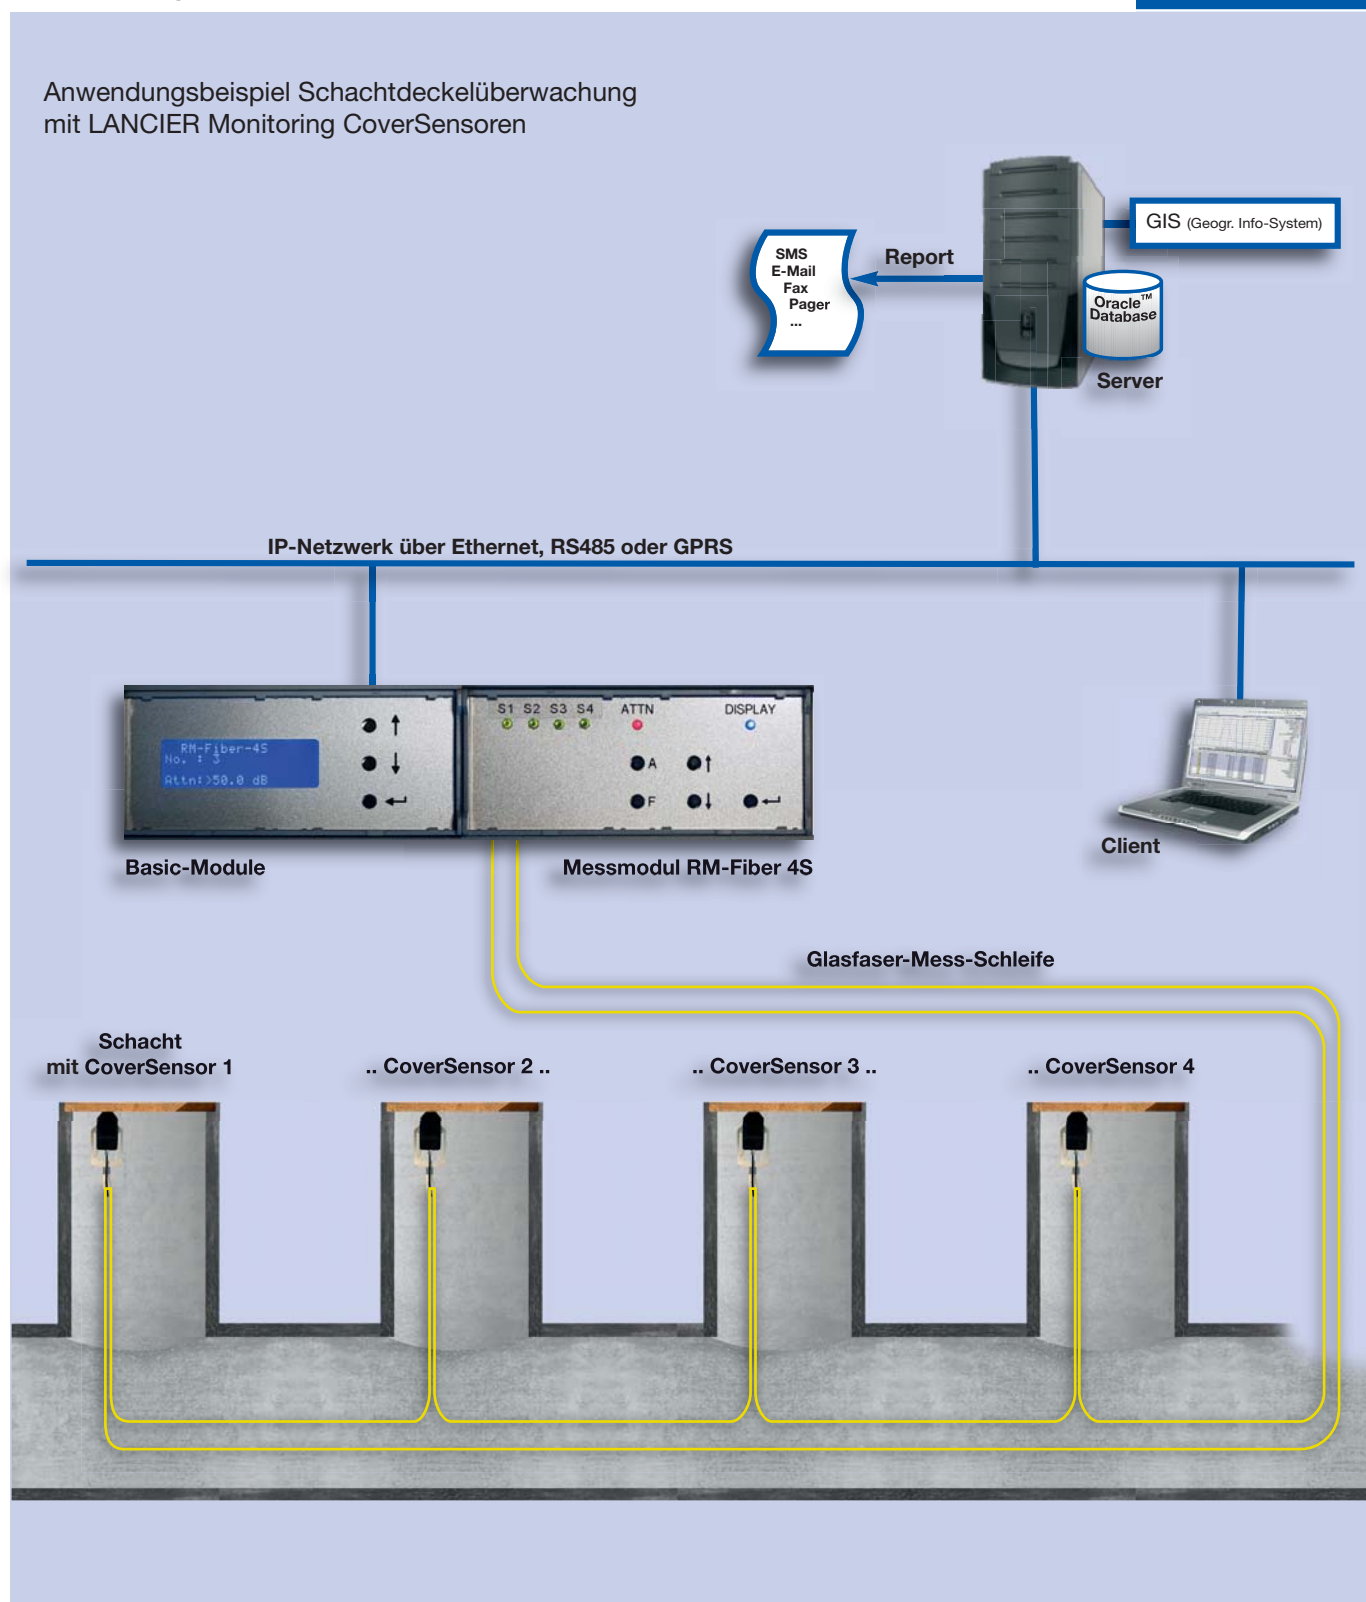 Anwendungsbeispiel Schachtdeckelüberwachung
mit LANCIER Monitoring CoverSensoren
GIS (Geogr. Info-System)
SMS
E-Mail
Fax
Pager
...
Report
Oracle™
Database
Server
IP-Netzwerk über Ethernet, RS485 oder GPRS
RM-Fiber-4S
No. : 3
Attn:>50.0 dB
S1 S2 S3 S4 ATTN DISPLAY
A
F
Basic-Module
Messmodul RM-Fiber 4S
Client
Glasfaser-Mess-Schleife
Schacht
mit CoverSensor 1
.. CoverSensor 2 ..
.. CoverSensor 3 ..
.. CoverSensor 4